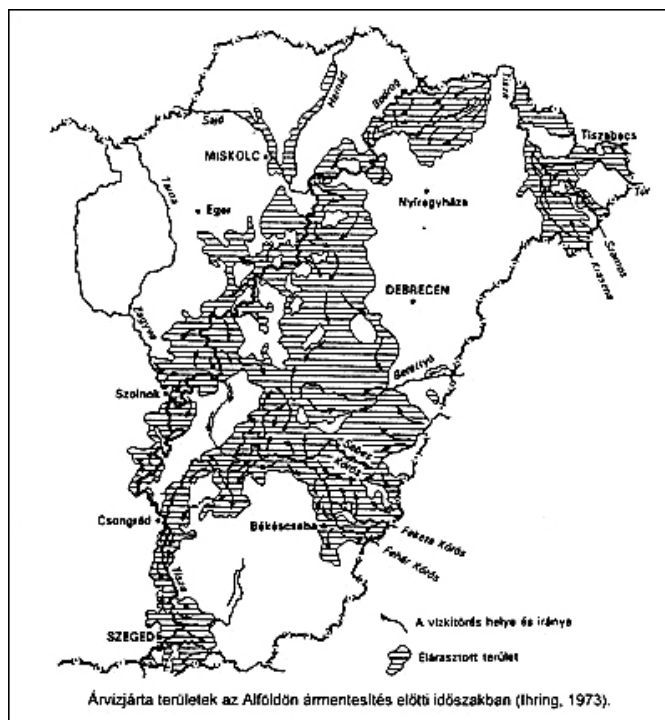 Bodrog
Tisza
Hernád
Sajó
Tiszabecs
MISKOLC
Tarna
Túr
Nyíregyháza
Eger
Szamos
Kraszna
DEBRECEN
Zagyva
Berettyó
Szolnok
Sebes
Körös
Csongrád
Békéscsaba
Fekete Körös
Fehér Körös
Tisza
A vízkitörés helye és iránya
SZEGED
Elárasztott terület
Árvízjárta területek az Alföldön ármentesítés előtti időszakban (Ihring, 1973).